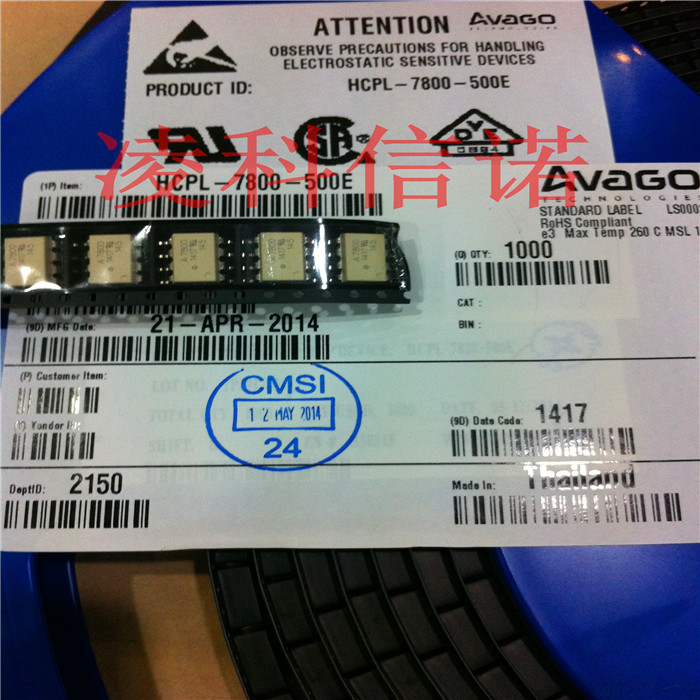 ATTENTION
AVAGO
TECHNOLOGIES
OBSERVE PRECAUTIONS FOR HANDLING
ELECTROSTATIC SENSITIVE DEVICES
PRODUCT ID: HCPL-7800-500E
凌科信诺
(1P) Item: HCPL-7800-500E
AVAGO
TECHNOLOGIES
STANDARD LABEL
RoHS Compliant
e3 Max Temp 260 C MSL 1
(Q) QTY: 1000
CAT :
BIN :
A 7800
(9D) MFG Date: 21-APR-2014
(P) Customer Item:
CMSI
12 MAY 2014
24
(9D) Date Code: 1417
DeptID: 2150
Made In: Thailand